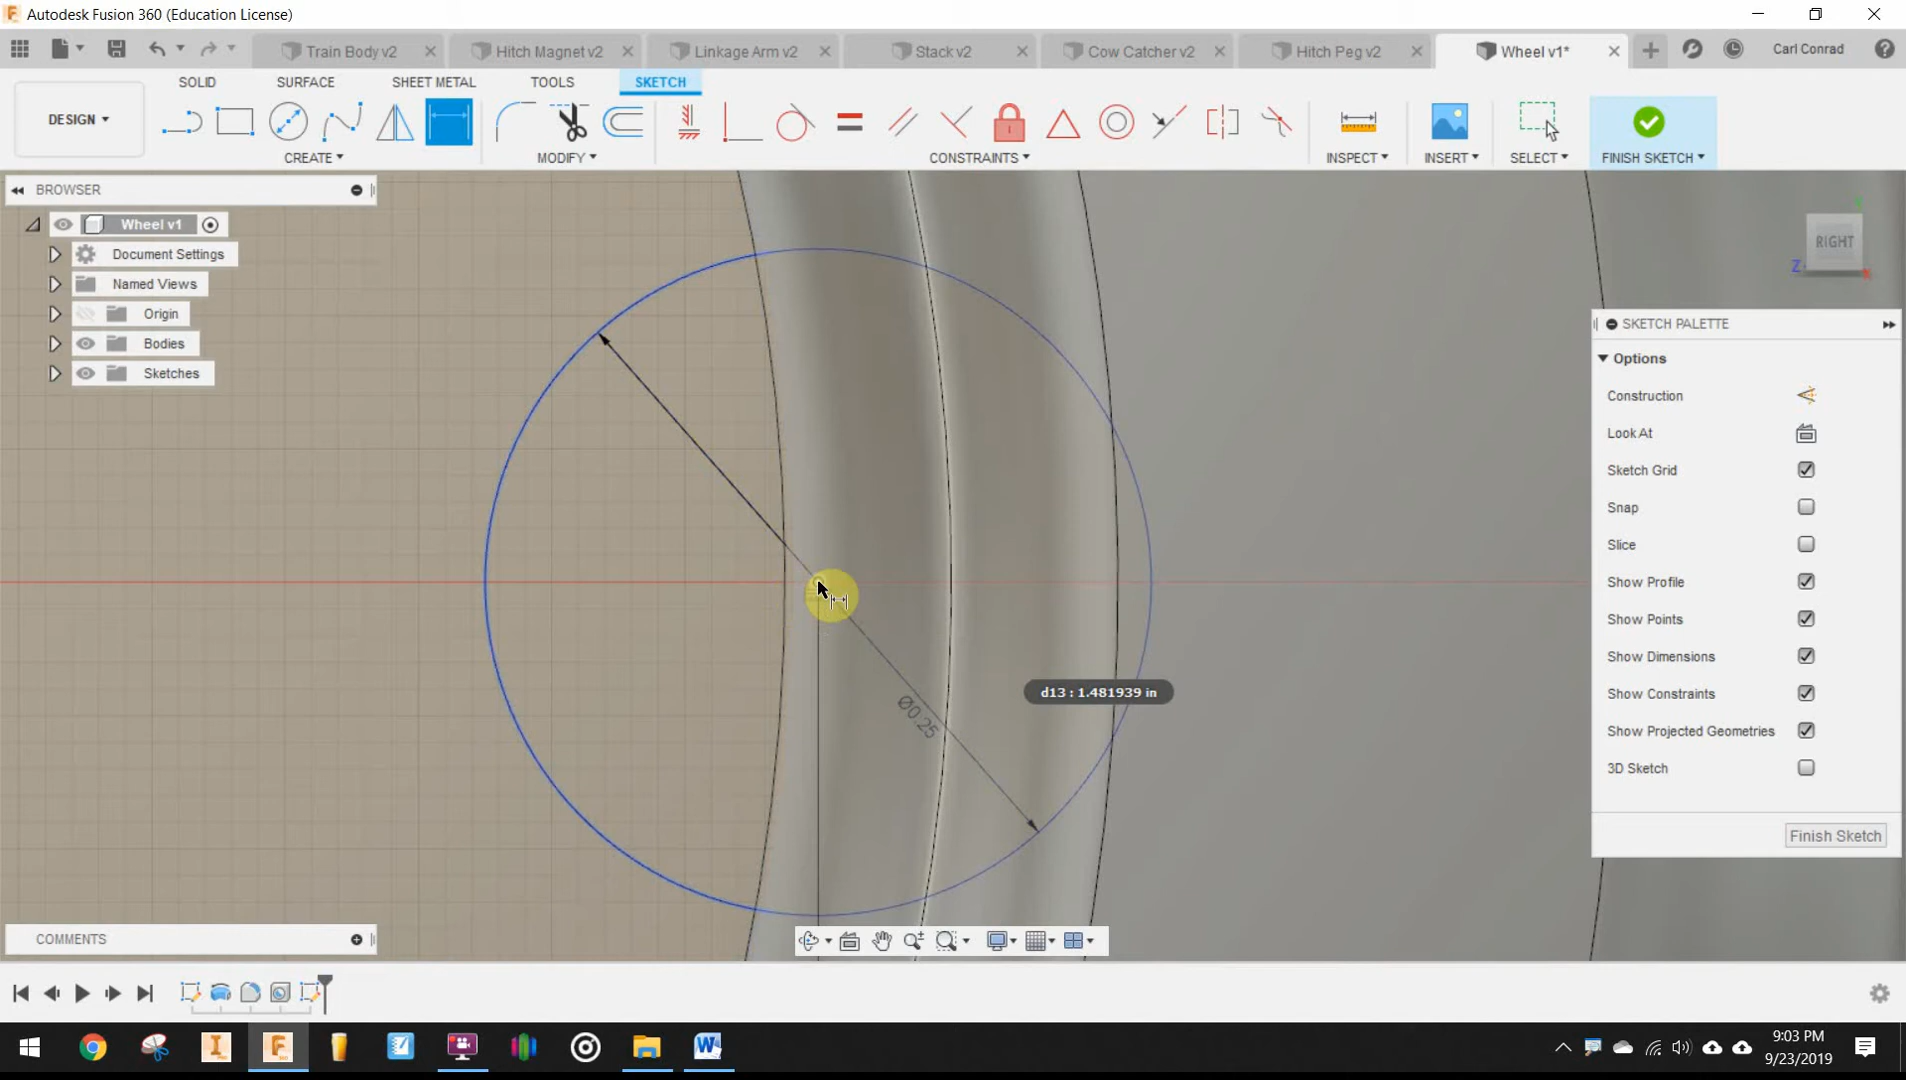 Autodesk Fusion 360 (Education License)
Train Body v2
Hitch Magnet v2
Linkage Arm v2
Stack v2
Cow Catcher v2
Hitch Peg v2
Wheel v1*
Carl Conrad
SOLID
SURFACE
SHEET METAL
TOOLS
SKETCH
DESIGN
CREATE
MODIFY
CONSTRAINTS
INSPECT
INSERT
SELECT
FINISH SKETCH
BROWSER
Wheel v1
Document Settings
Named Views
Origin
Bodies
Sketches
RIGHT
Z
SKETCH PALETTE
Options
Construction
Look At
Sketch Grid
Snap
Slice
Show Profile
Show Points
Show Dimensions
Show Constraints
Show Projected Geometries
3D Sketch
Finish Sketch
d13 : 1.481939 in
Ø0.25
COMMENTS
9:03 PM
9/23/2019